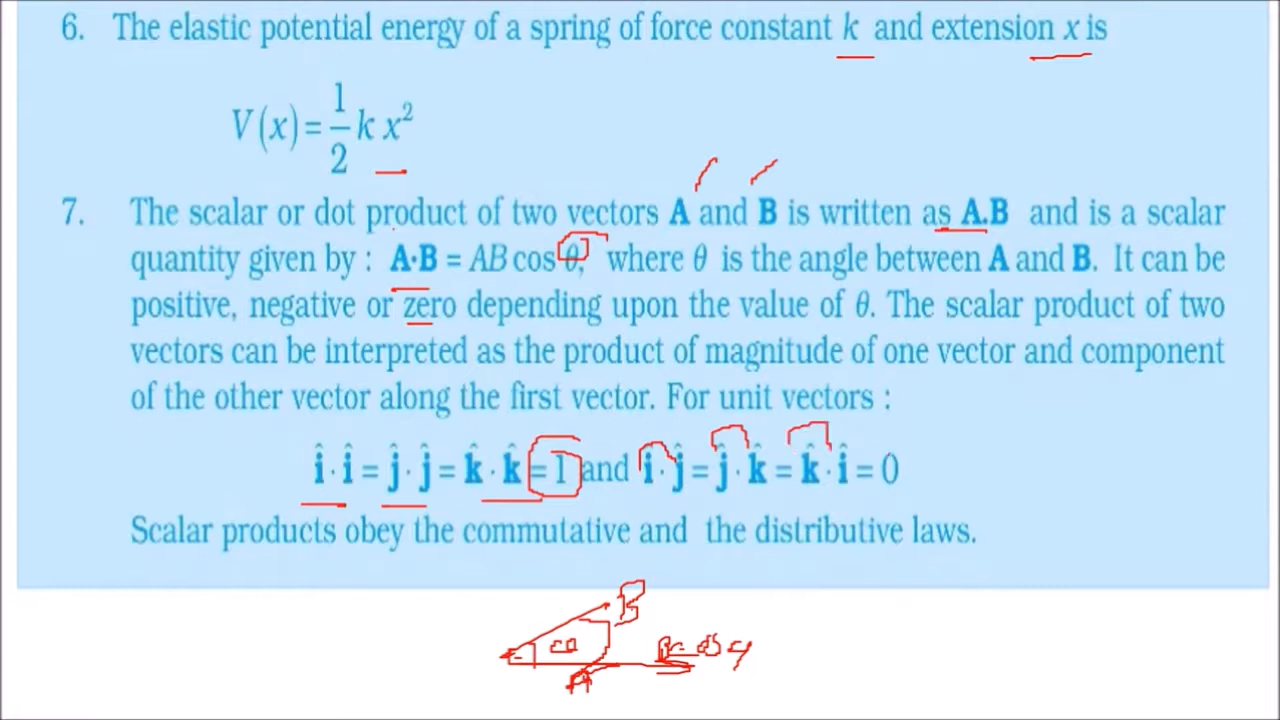 6. The elastic potential energy of a spring of force constant k and extension x is
V(x) = 1/2 k x²
7. The scalar or dot product of two vectors A and B is written as A.B and is a scalar
quantity given by : A·B = AB cos θ, where θ is the angle between A and B. It can be
positive, negative or zero depending upon the value of θ. The scalar product of two
vectors can be interpreted as the product of magnitude of one vector and component
of the other vector along the first vector. For unit vectors :
î · î = ĵ · ĵ = k̂ · k̂ = 1 and î · ĵ = ĵ · k̂ = k̂ · î = 0
Scalar products obey the commutative and the distributive laws.
B
A